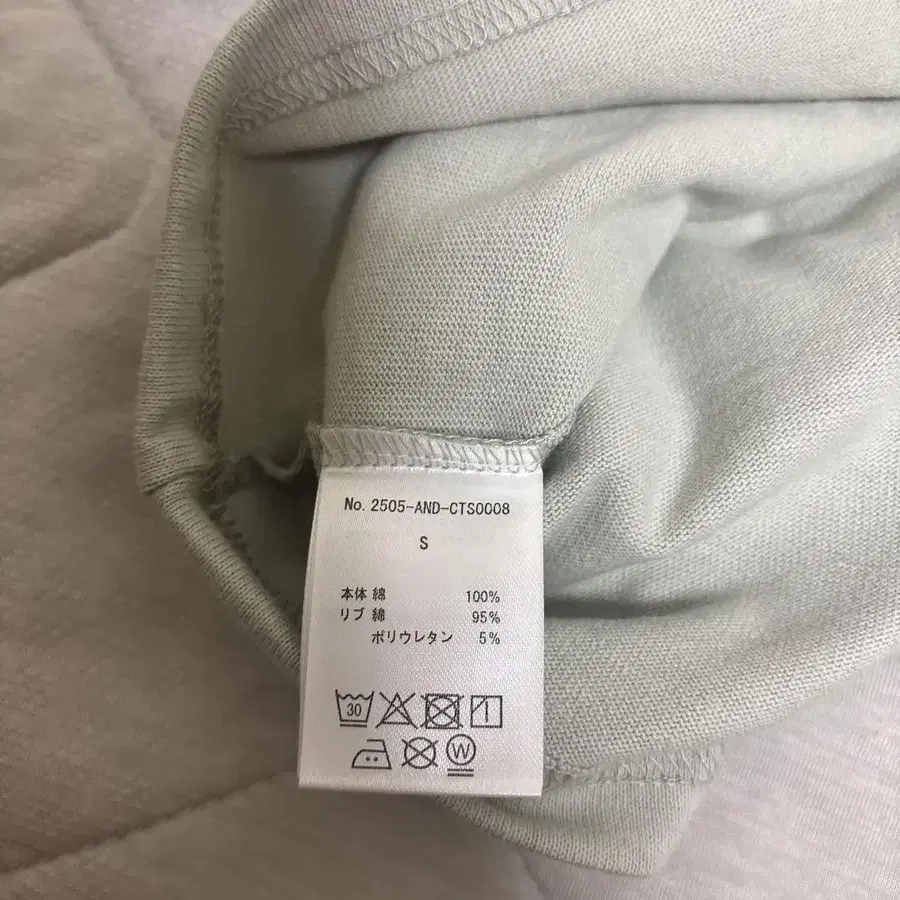 No. 2505-AND-CTS0008
S
本体 綿 100%
リブ 綿 95%
ポリウレタン 5%
30
W